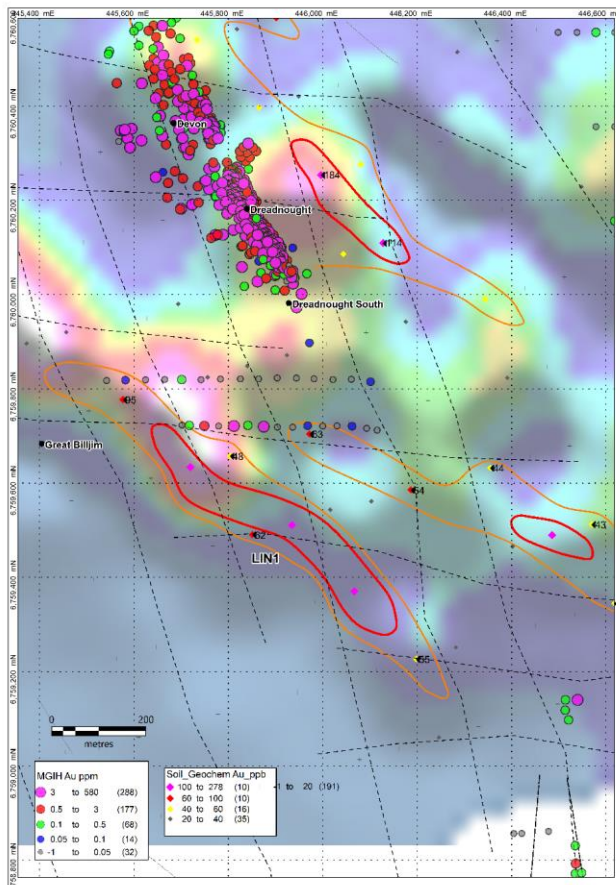 445,400 mE
445,600 mE
445,800 mE
446,000 mE
446,200 mE
446,400 mE
446,600 mE
6,760,600 mN
6,760,400 mN
6,760,200 mN
6,760,000 mN
6,759,800 mN
6,759,600 mN
6,759,400 mN
6,759,200 mN
6,759,000 mN
6,758,800 mN
Devon
184
Dreadnought
114
Dreadnought South
95
Great Billjim
48
63
44
54
43
62
LIN1
55
0 200
metres
MGIH Au ppm
3 to 580 (288)
0.5 to 3 (177)
0.1 to 0.5 (68)
0.05 to 0.1 (14)
-1 to 0.05 (32)
Soil_Geochem Au_ppb
100 to 278 (10)
60 to 100 (10)
40 to 60 (16)
20 to 40 (35)
-1 to 20 (191)